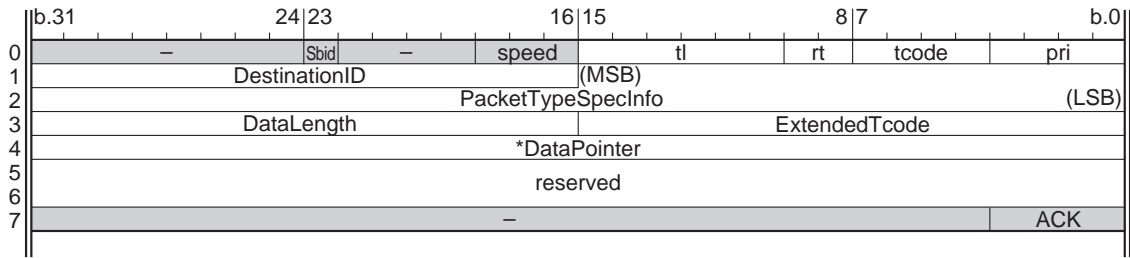 b.31 24 23 16 15 8 7 b.0
0 – Sbid – speed tl rt tcode pri
1 DestinationID (MSB)
2 PacketTypeSpecInfo (LSB)
3 DataLength ExtendedTcode
4 *DataPointer
5
reserved
6
7 – ACK